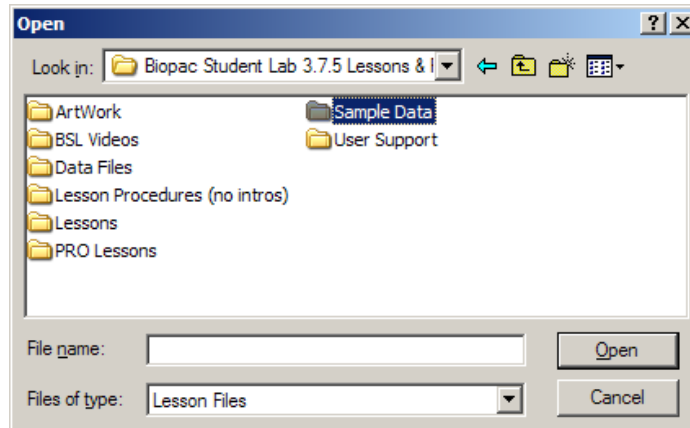 Open
Look in: Biopac Student Lab 3.7.5 Lessons &
ArtWork
BSL Videos
Data Files
Lesson Procedures (no intros)
Lessons
PRO Lessons
Sample Data
User Support
File name:
Open
Files of type: Lesson Files
Cancel